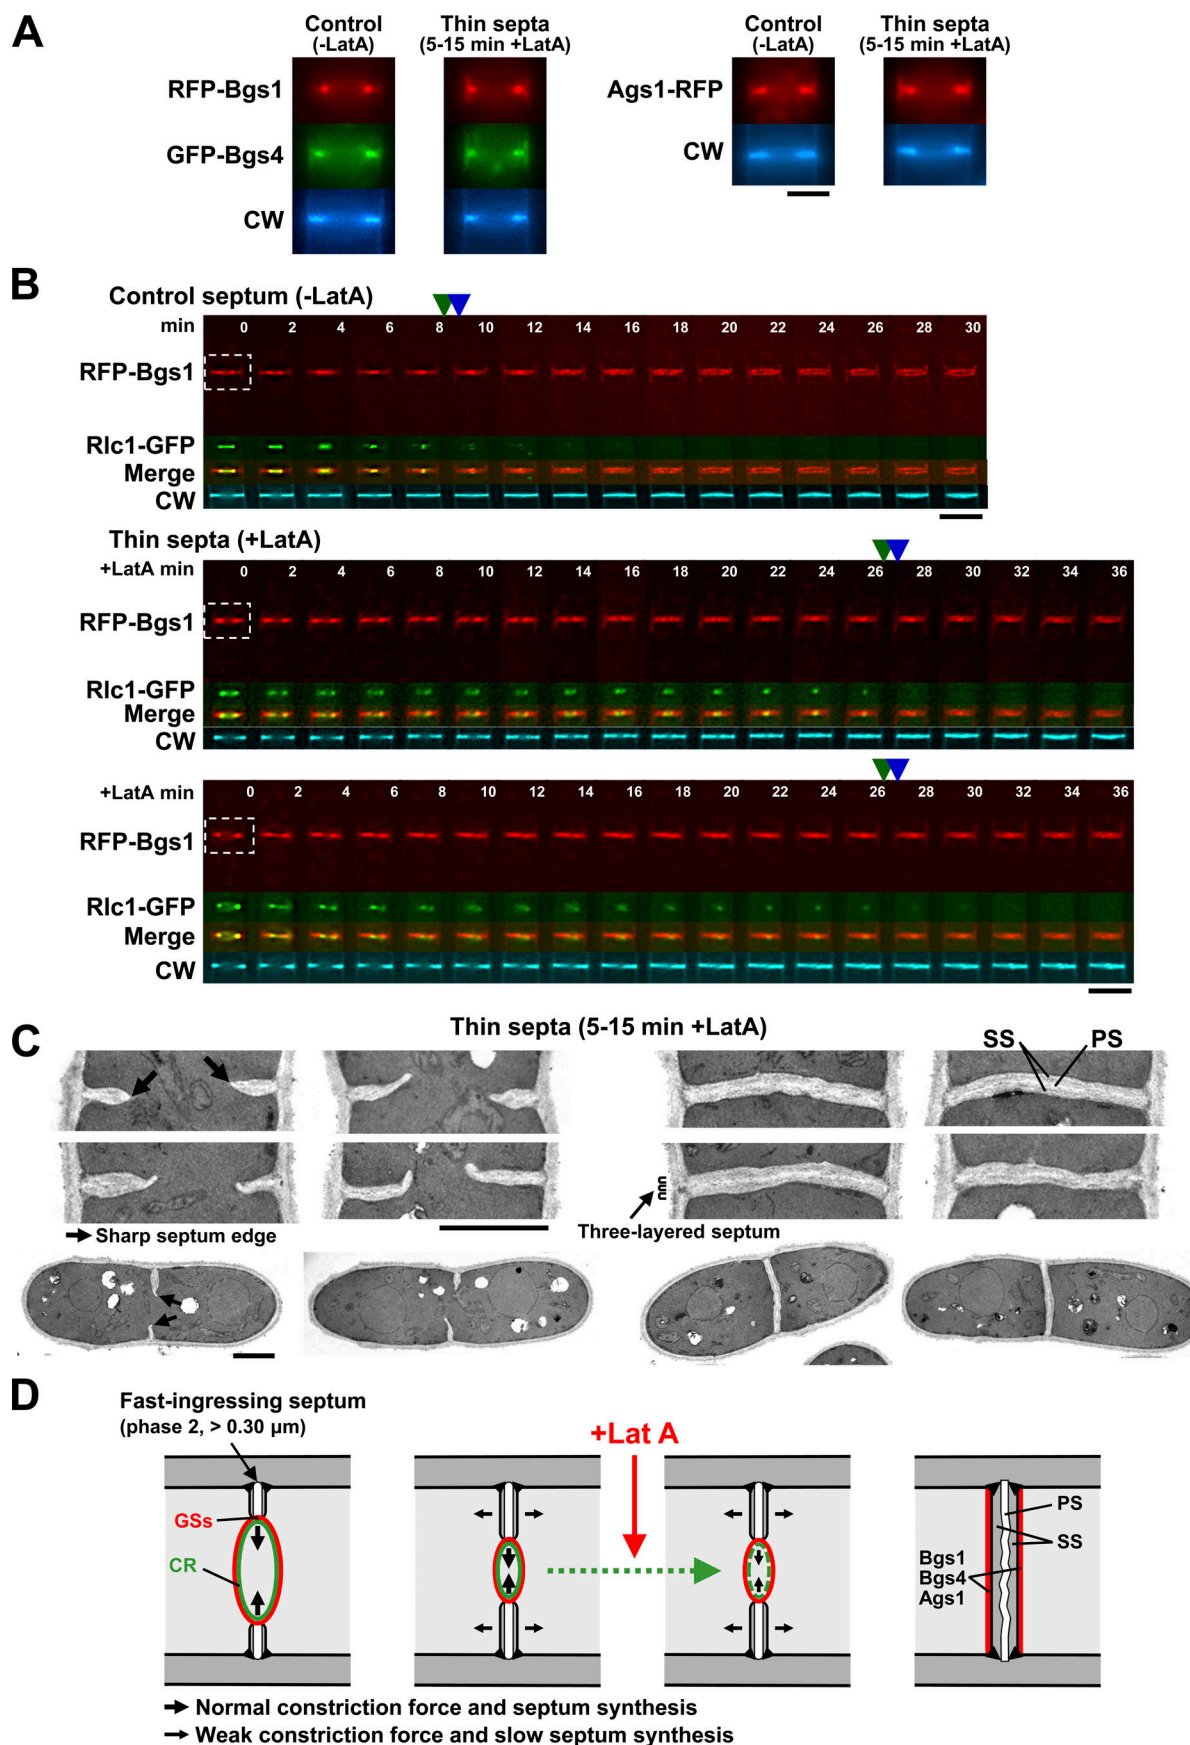 A
Control
(-LatA)
Thin septa
(5-15 min +LatA)
Control
(-LatA)
Thin septa
(5-15 min +LatA)
RFP-Bgs1
GFP-Bgs4
CW
Ags1-RFP
CW
B
Control septum (-LatA)
min 0 2 4 6 8 10 12 14 16 18 20 22 24 26 28 30
RFP-Bgs1
Rlc1-GFP
Merge
CW
Thin septa (+LatA)
+LatA min 0 2 4 6 8 10 12 14 16 18 20 22 24 26 28 30 32 34 36
RFP-Bgs1
Rlc1-GFP
Merge
CW
+LatA min 0 2 4 6 8 10 12 14 16 18 20 22 24 26 28 30 32 34 36
RFP-Bgs1
Rlc1-GFP
Merge
CW
C
Thin septa (5-15 min +LatA)
SS PS
Sharp septum edge
Three-layered septum
D
Fast-ingressing septum
(phase 2, > 0.30 µm)
+Lat A
GSs
CR
PS
SS
Bgs1
Bgs4
Ags1
Normal constriction force and septum synthesis
Weak constriction force and slow septum synthesis